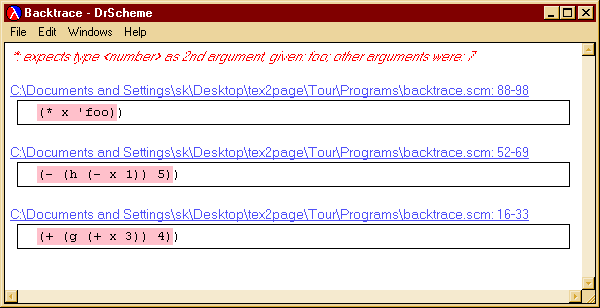 Backtrace - DrScheme
File Edit Windows Help
*: expects type <number> as 2nd argument, given: foo; other arguments were: 7
C:\Documents and Settings\sk\Desktop\tex2page\Tour\Programs\backtrace.scm: 88-98
(* x 'foo))
C:\Documents and Settings\sk\Desktop\tex2page\Tour\Programs\backtrace.scm: 52-69
(- (h (- x 1)) 5))
C:\Documents and Settings\sk\Desktop\tex2page\Tour\Programs\backtrace.scm: 16-33
(+ (g (+ x 3)) 4))